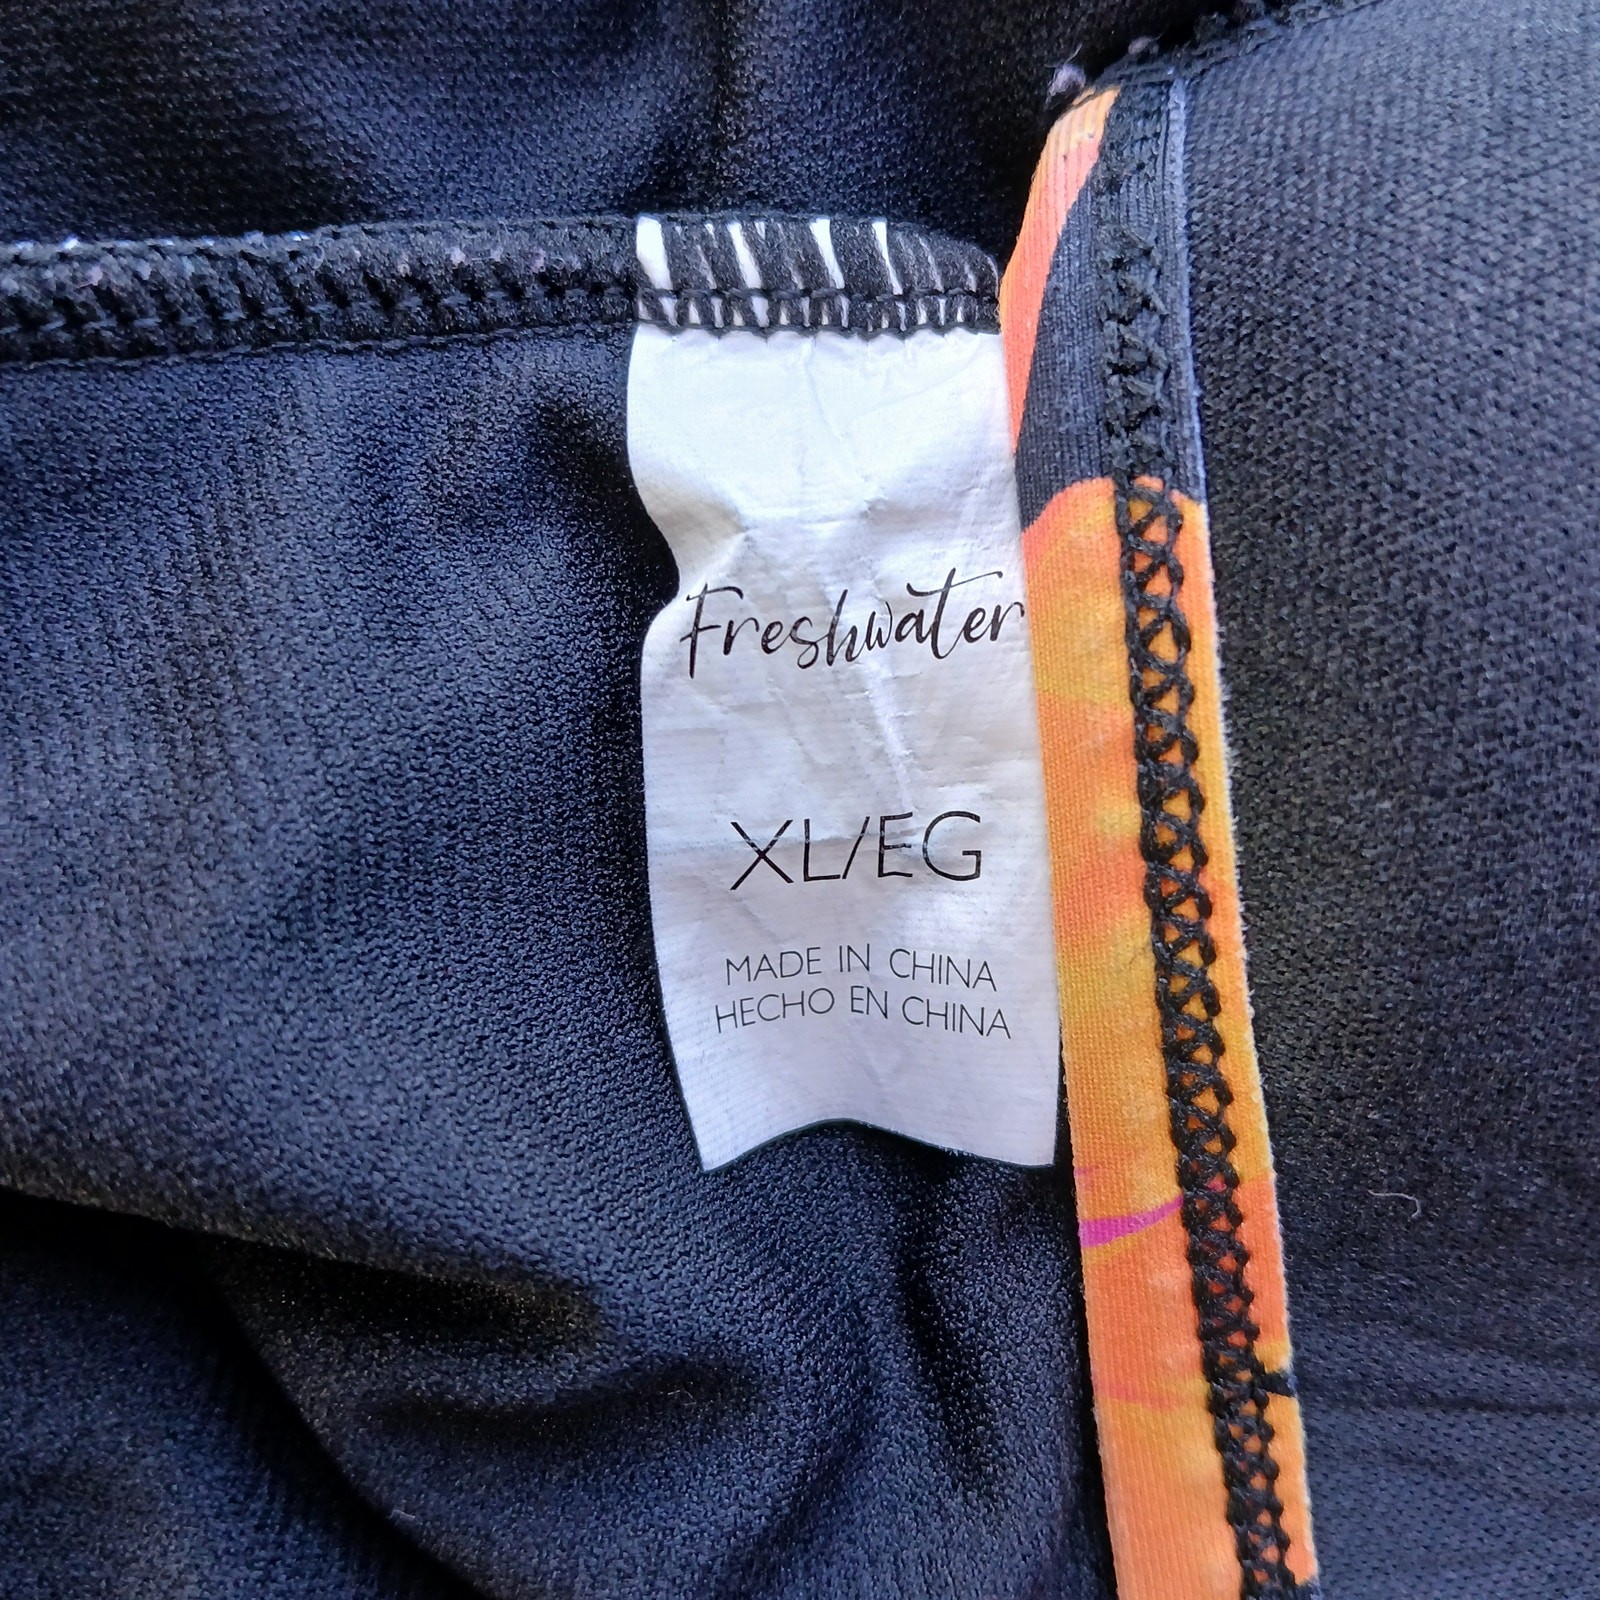 Freshwater
XL/EG
MADE IN CHINA
HECHO EN CHINA